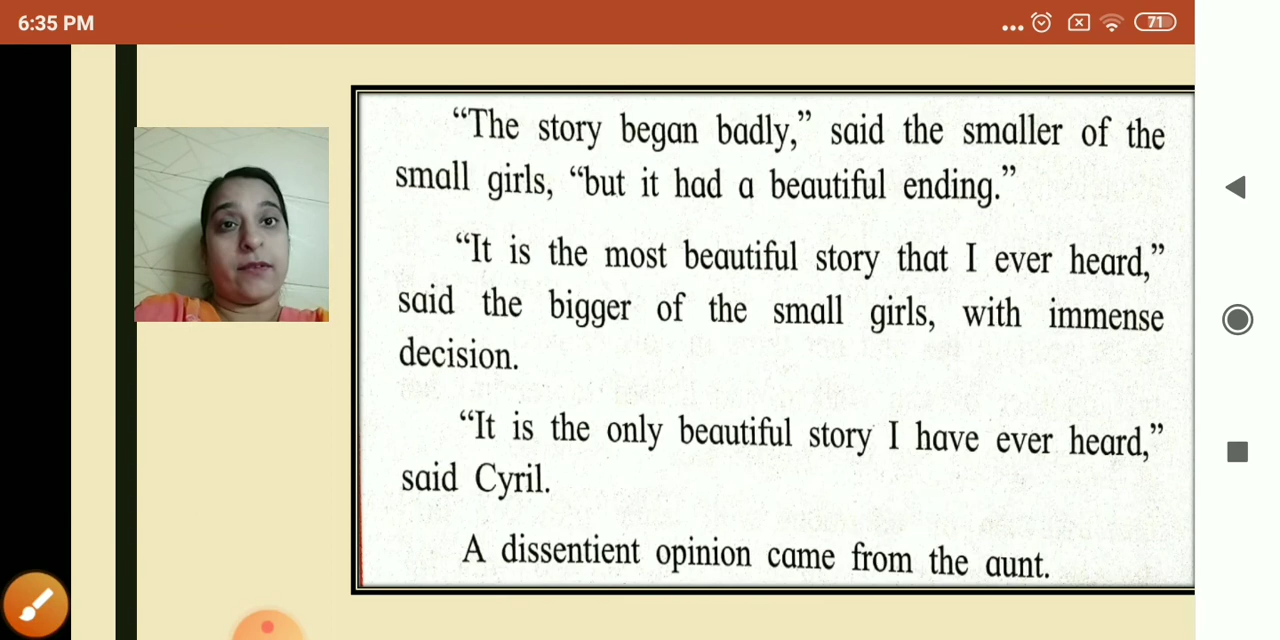 6:35 PM
71
“The story began badly,” said the smaller of the
small girls, “but it had a beautiful ending.”
“It is the most beautiful story that I ever heard,”
said the bigger of the small girls, with immense
decision.
“It is the only beautiful story I have ever heard,”
said Cyril.
A dissentient opinion came from the aunt.